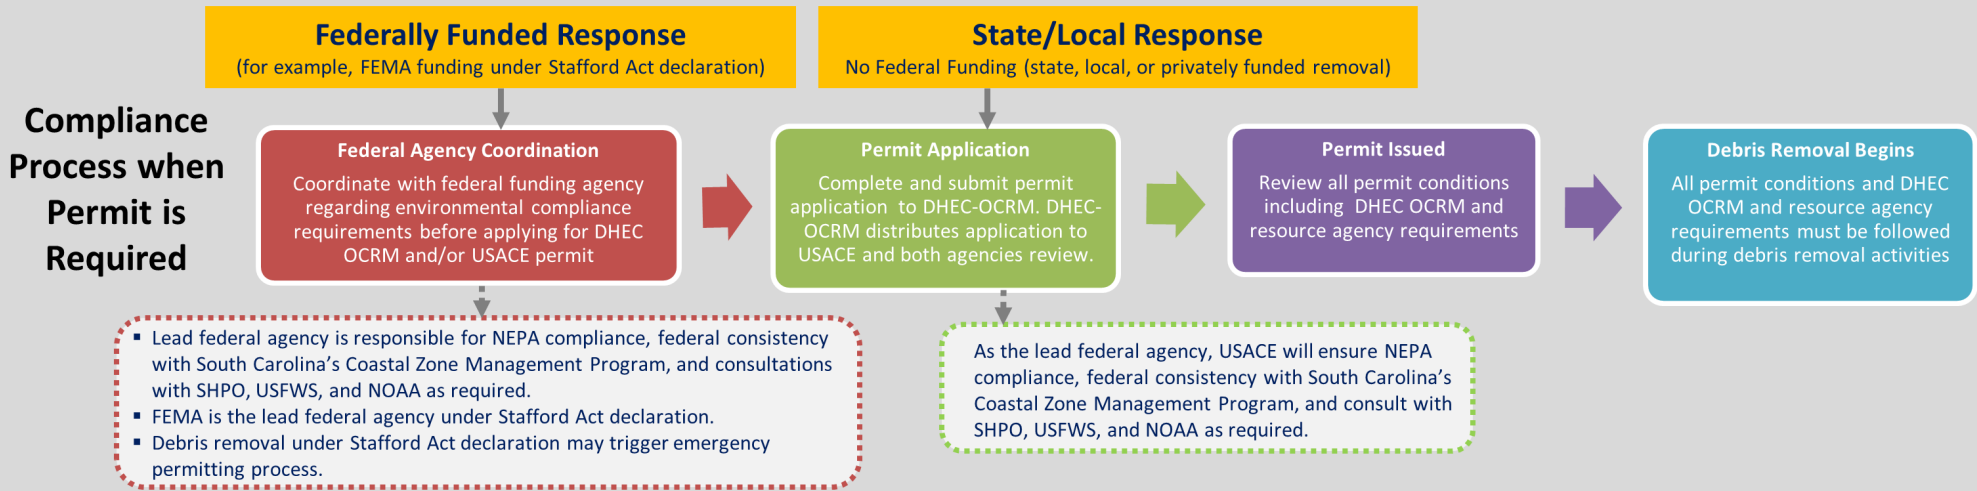 Federally Funded Response
(for example, FEMA funding under Stafford Act declaration)
State/Local Response
No Federal Funding (state, local, or privately funded removal)
Compliance
Process when
Permit is
Required
Federal Agency Coordination
Coordinate with federal funding agency
regarding environmental compliance
requirements before applying for DHEC
OCRM and/or USACE permit
Permit Application
Complete and submit permit
application to DHEC-OCRM. DHEC-
OCRM distributes application to
USACE and both agencies review.
Permit Issued
Review all permit conditions
including DHEC OCRM and
resource agency requirements
Debris Removal Begins
All permit conditions and DHEC
OCRM and resource agency
requirements must be followed
during debris removal activities
▪ Lead federal agency is responsible for NEPA compliance, federal consistency
with South Carolina's Coastal Zone Management Program, and consultations
with SHPO, USFWS, and NOAA as required.
▪ FEMA is the lead federal agency under Stafford Act declaration.
▪ Debris removal under Stafford Act declaration may trigger emergency
permitting process.
As the lead federal agency, USACE will ensure NEPA
compliance, federal consistency with South Carolina's
Coastal Zone Management Program, and consult with
SHPO, USFWS, and NOAA as required.